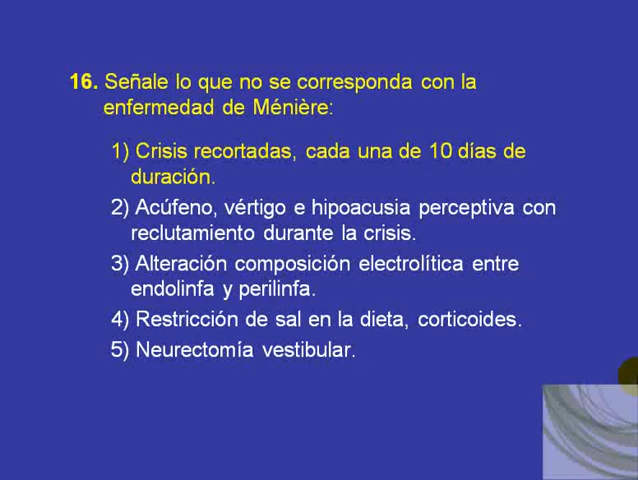 16. Señale lo que no se corresponda con la
enfermedad de Ménière:
1) Crisis recortadas, cada una de 10 días de
duración.
2) Acúfeno, vértigo e hipoacusia perceptiva con
reclutamiento durante la crisis.
3) Alteración composición electrolítica entre
endolinfa y perilinfa.
4) Restricción de sal en la dieta, corticoides.
5) Neurectomía vestibular.